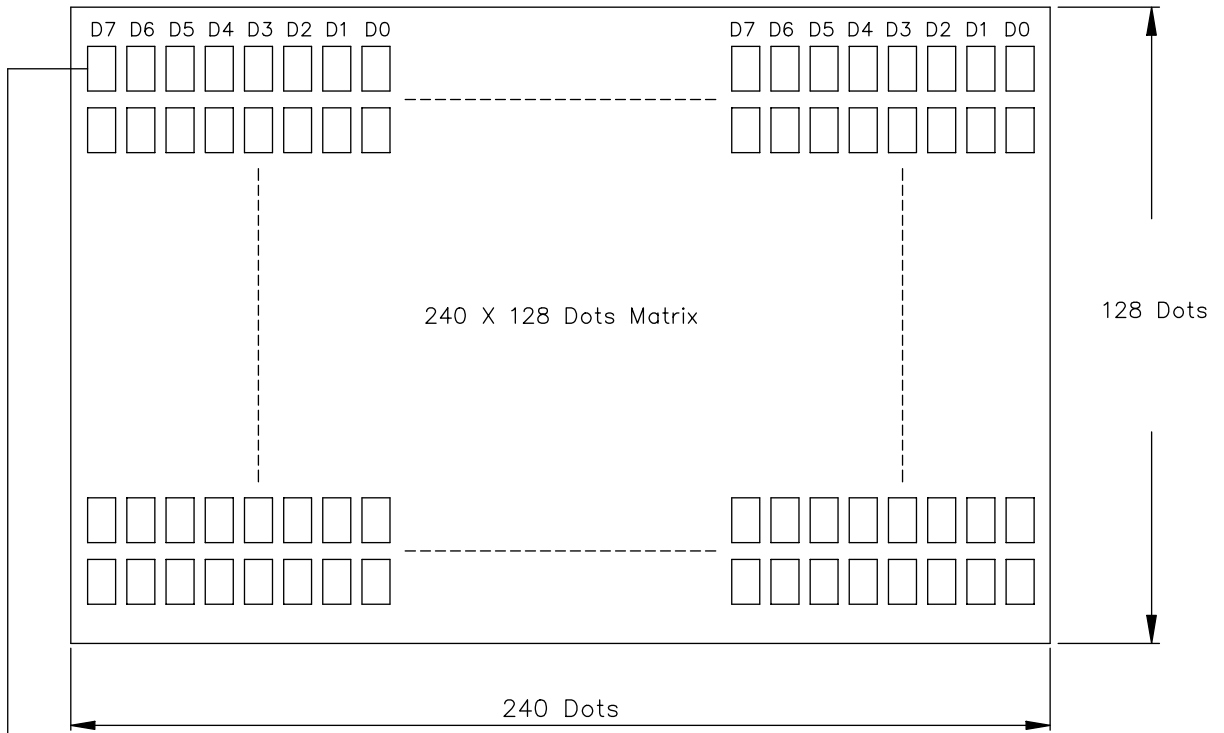 D7 D6 D5 D4 D3 D2 D1 D0 D7 D6 D5 D4 D3 D2 D1 D0
240 X 128 Dots Matrix
128 Dots
240 Dots